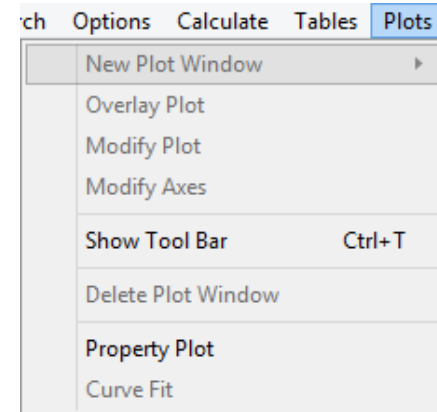 rch Options Calculate Tables Plots
New Plot Window
Overlay Plot
Modify Plot
Modify Axes
Show Tool Bar Ctrl+T
Delete Plot Window
Property Plot
Curve Fit